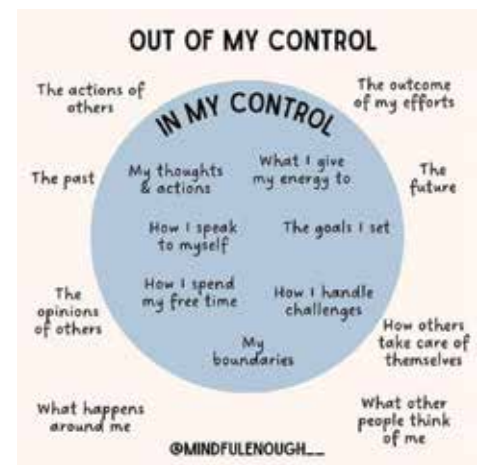 OUT OF MY CONTROL
The actions of
others
The outcome
of my efforts
IN MY CONTROL
The past
My thoughts
& actions
What I give
my energy to
The
future
How I speak
to myself
The goals I set
The
opinions
of others
How I spend
my free time
How I handle
challenges
My
boundaries
How others
take care of
themselves
What happens
around me
What other
people think
of me
@MINDFULENOUGH__